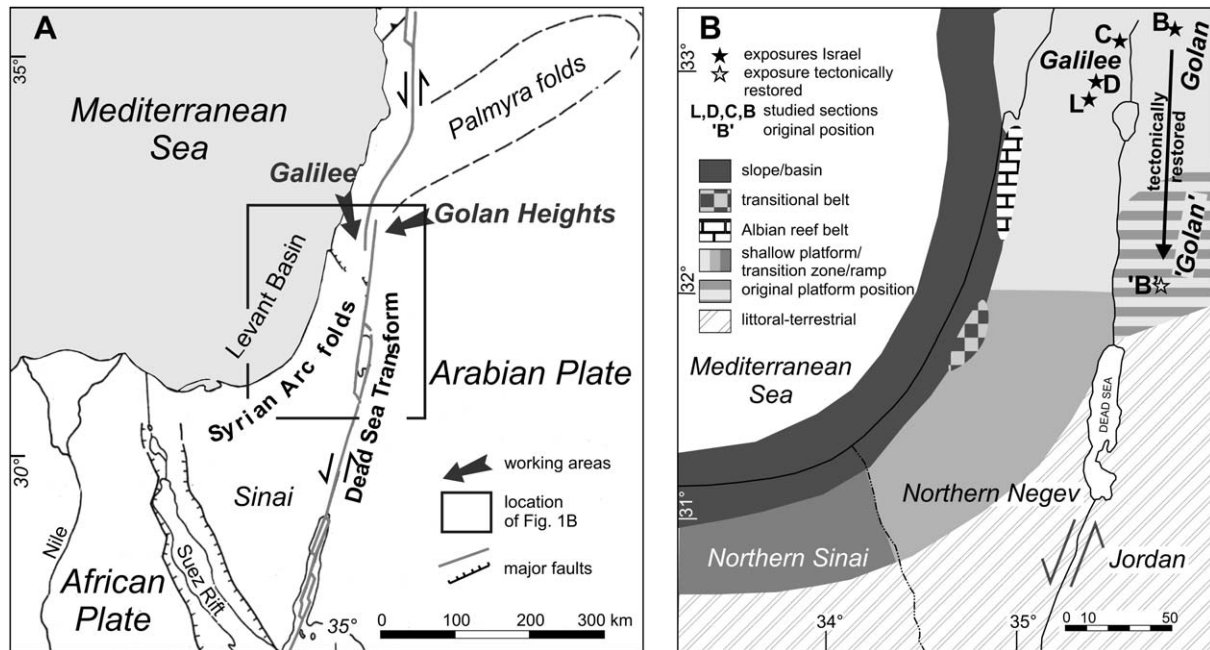 A
35°
Mediterranean
Sea
Palmyra folds
Galilee
Golan Heights
Levant Basin
Syrian Arc folds
Dead Sea Transform
Arabian Plate
30°
Sinai
Nile
Suez Rift
African
Plate
working areas
location
of Fig. 1B
major faults
35°
0 100 200 300 km
B
exposures Israel
exposure tectonically
restored
L,D,C,B studied sections
'B' original position
slope/basin
transitional belt
Albian reef belt
shallow platform/
transition zone/ramp
original platform position
littoral-terrestrial
33°
B
C
Golan
Galilee
D
L
tectonically
restored
'Golan'
32°
'B'
Mediterranean
Sea
DEAD SEA
31°
Northern Negev
Northern Sinai
Jordan
34°
35°
0 10 50